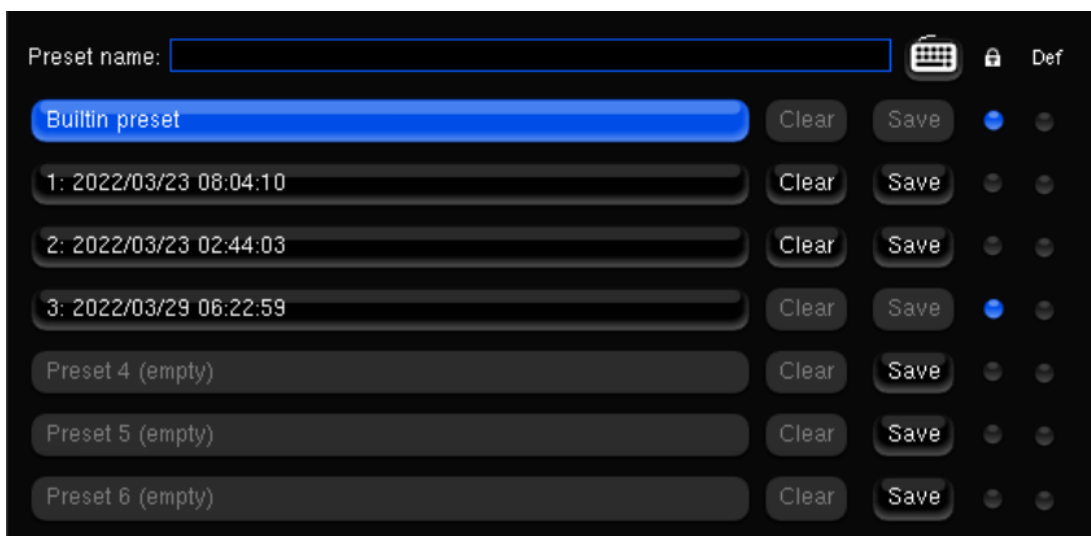 Preset name: Def
Builtin preset Clear Save
1: 2022/03/23 08:04:10 Clear Save
2: 2022/03/23 02:44:03 Clear Save
3: 2022/03/29 06:22:59 Clear Save
Preset 4 (empty) Clear Save
Preset 5 (empty) Clear Save
Preset 6 (empty) Clear Save